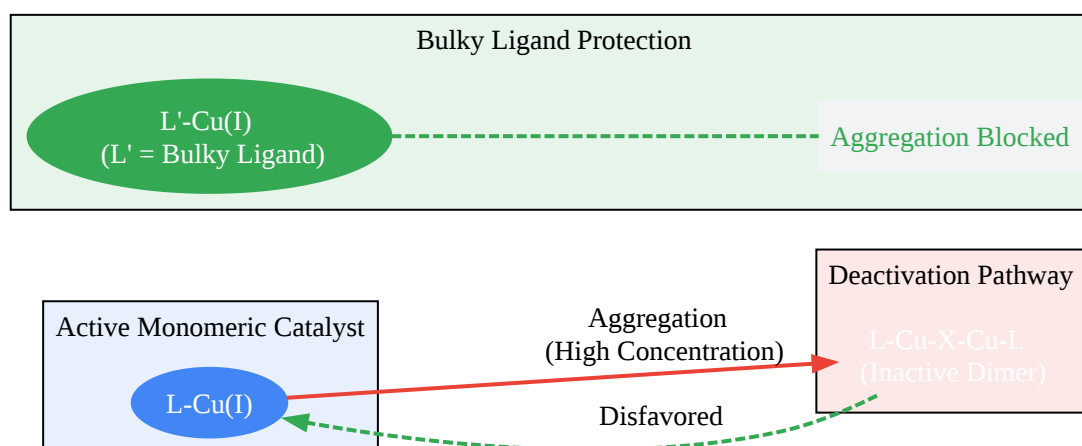 Bulky Ligand Protection
L'-Cu(I)
(L' = Bulky Ligand)
Aggregation Blocked
Deactivation Pathway
Active Monomeric Catalyst
Aggregation
(High Concentration)
L-Cu-X-Cu-L
(Inactive Dimer)
L-Cu(I)
Disfavored